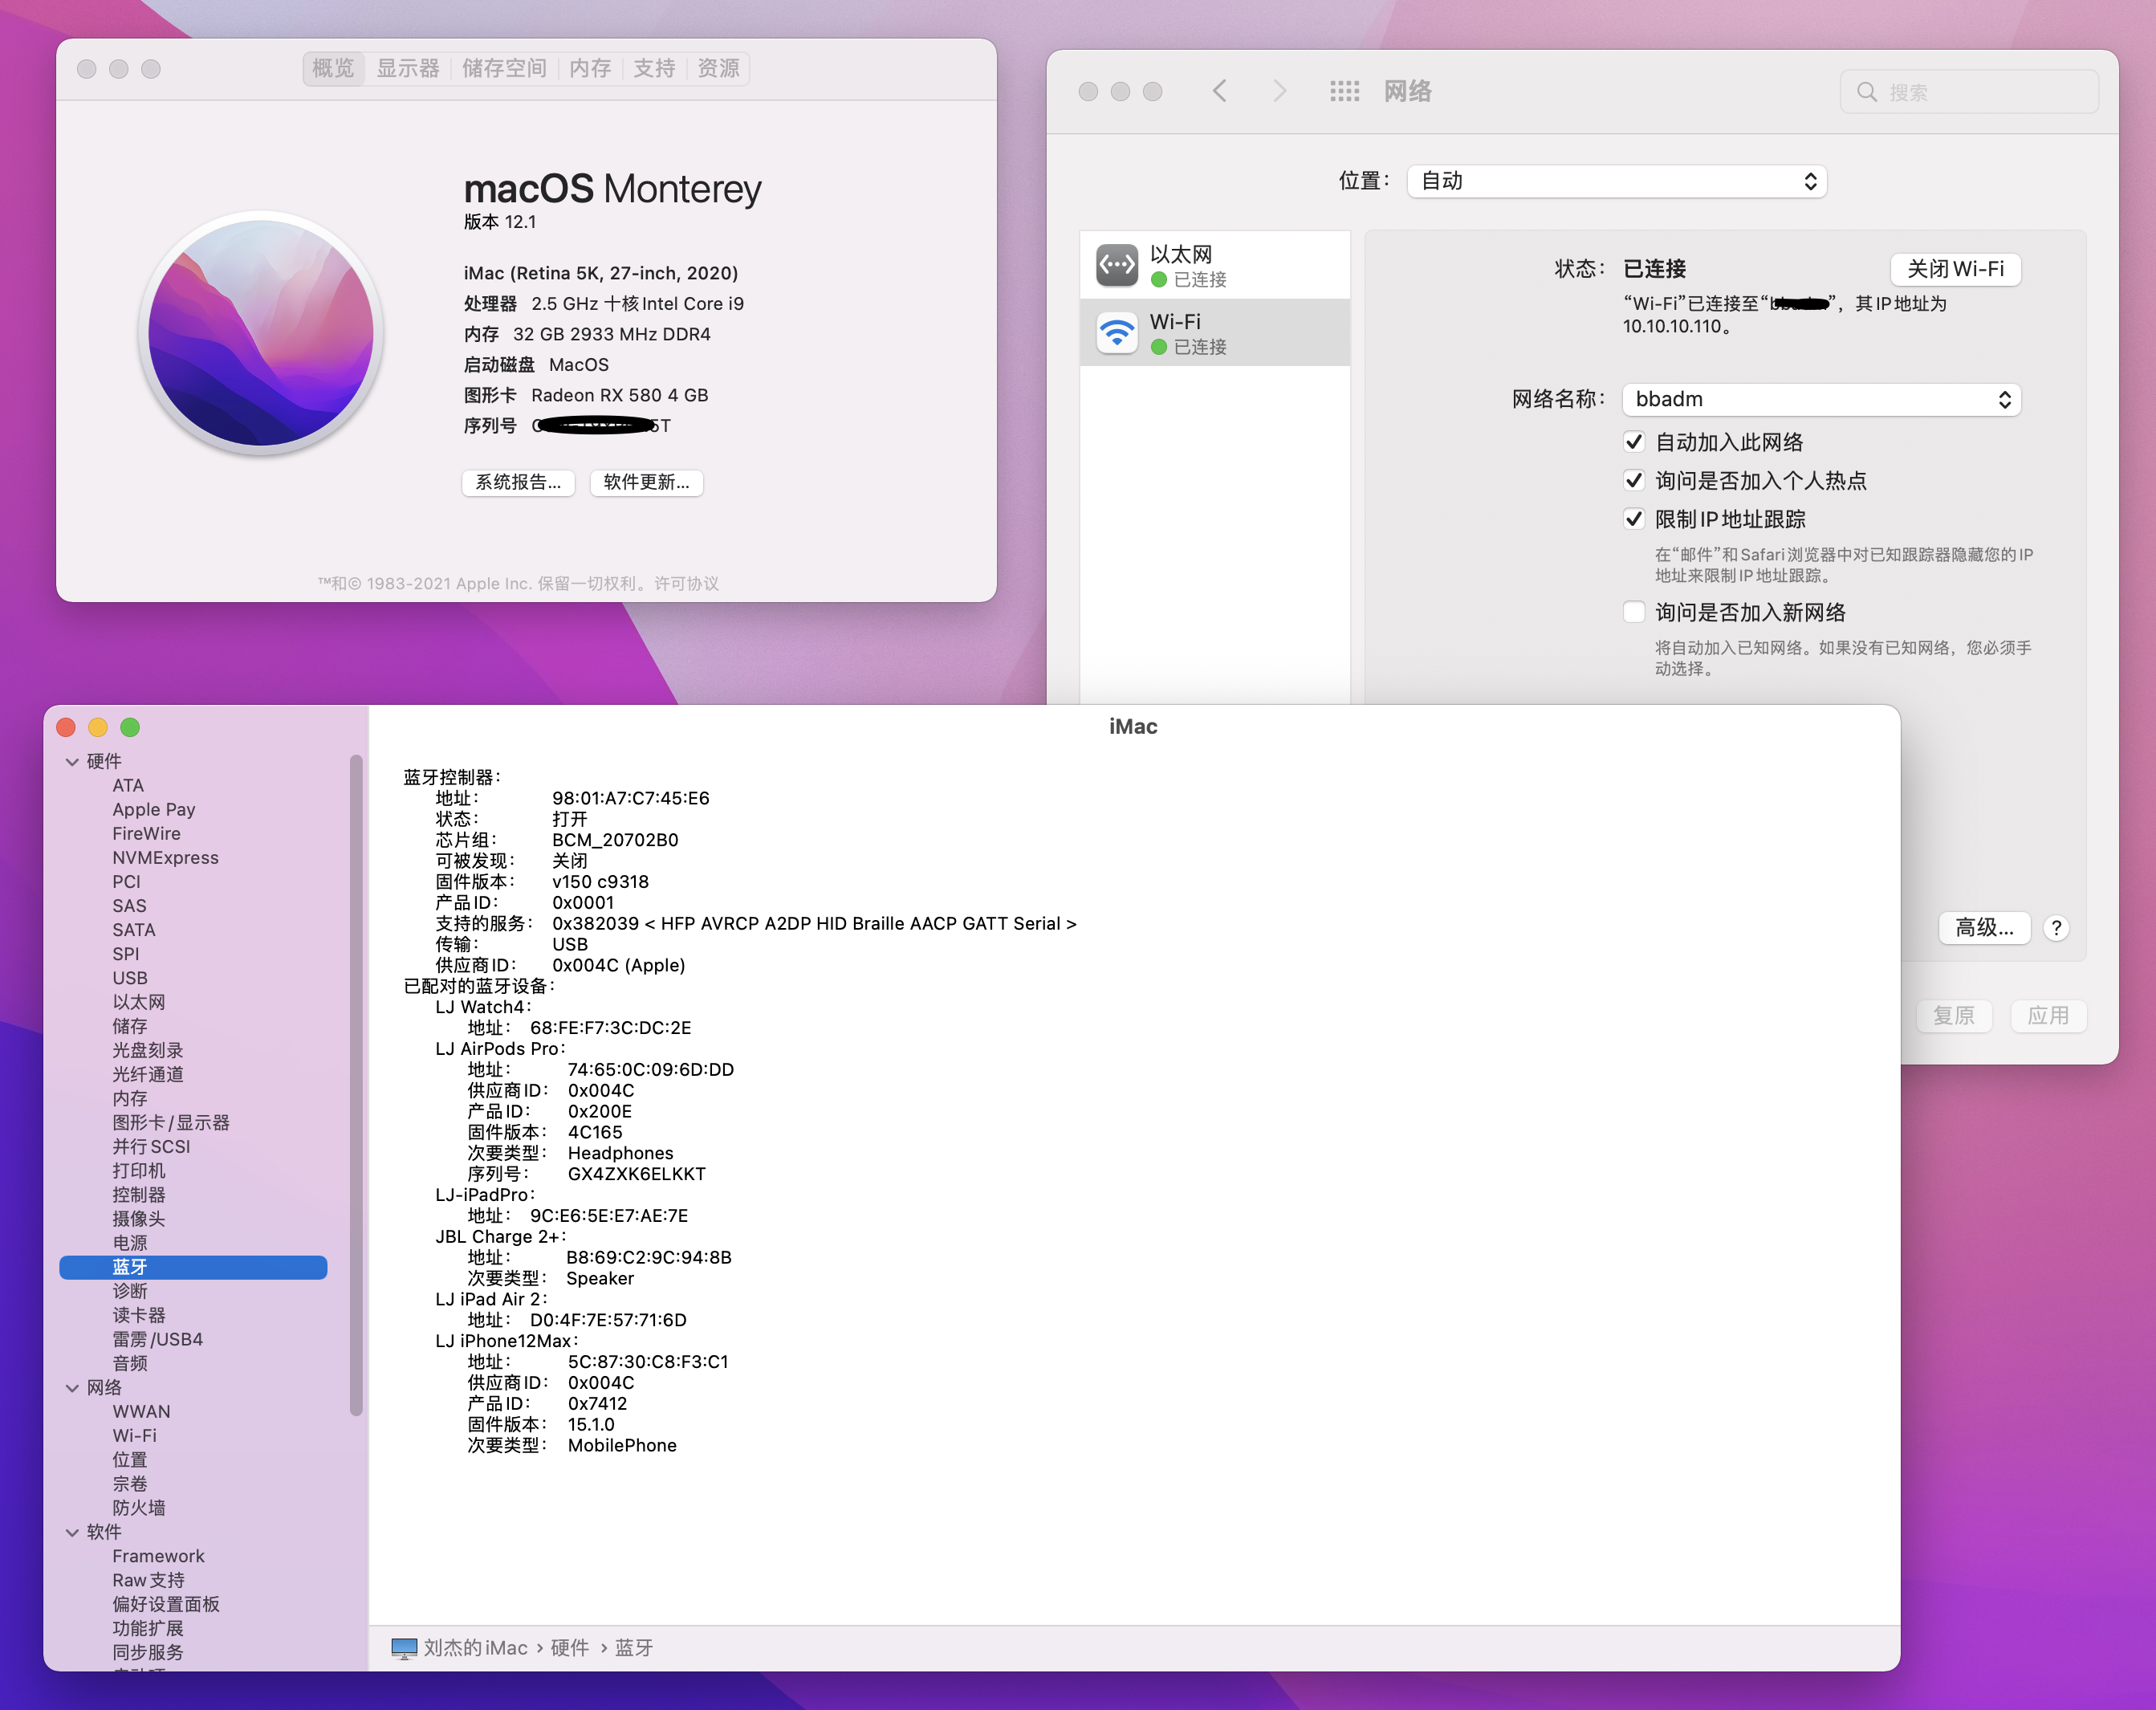 概览 显示器 储存空间 内存 支持 资源
macOS Monterey
版本 12.1
iMac (Retina 5K, 27-inch, 2020)
处理器 2.5 GHz 十核Intel Core i9
内存 32 GB 2933 MHz DDR4
启动磁盘 MacOS
图形卡 Radeon RX 580 4 GB
序列号
系统报告... 软件更新...
™和© 1983-2021 Apple Inc. 保留一切权利。许可协议
网络
搜索
位置： 自动
以太网
已连接
Wi-Fi
已连接
状态： 已连接
关闭Wi-Fi
“Wi-Fi”已连接至“ ”，其IP地址为
10.10.10.110。
网络名称： bbadm
自动加入此网络
询问是否加入个人热点
限制IP地址跟踪
在“邮件”和Safari浏览器中对已知跟踪器隐藏您的IP
地址来限制IP地址跟踪。
询问是否加入新网络
将自动加入已知网络。如果没有已知网络，您必须手
动选择。
高级... ?
复原 应用
iMac
硬件
ATA
Apple Pay
FireWire
NVMExpress
PCI
SAS
SATA
SPI
USB
以太网
储存
光盘刻录
光纤通道
内存
图形卡/显示器
并行SCSI
打印机
控制器
摄像头
电源
蓝牙
诊断
读卡器
雷雳/USB4
音频
网络
WWAN
Wi-Fi
位置
宗卷
防火墙
软件
Framework
Raw支持
偏好设置面板
功能扩展
同步服务
蓝牙控制器：
地址： 98:01:A7:C7:45:E6
状态： 打开
芯片组： BCM_20702B0
可被发现： 关闭
固件版本： v150 c9318
产品ID： 0x0001
支持的服务： 0x382039 < HFP AVRCP A2DP HID Braille AACP GATT Serial >
传输： USB
供应商ID： 0x004C (Apple)
已配对的蓝牙设备：
LJ Watch4：
地址： 68:FE:F7:3C:DC:2E
LJ AirPods Pro：
地址： 74:65:0C:09:6D:DD
供应商ID： 0x004C
产品ID： 0x200E
固件版本： 4C165
次要类型： Headphones
序列号： GX4ZXK6ELKKT
LJ-iPadPro：
地址： 9C:E6:5E:E7:AE:7E
JBL Charge 2+：
地址： B8:69:C2:9C:94:8B
次要类型： Speaker
LJ iPad Air 2：
地址： D0:4F:7E:57:71:6D
LJ iPhone12Max：
地址： 5C:87:30:C8:F3:C1
供应商ID： 0x004C
产品ID： 0x7412
固件版本： 15.1.0
次要类型： MobilePhone
刘杰的iMac › 硬件 › 蓝牙